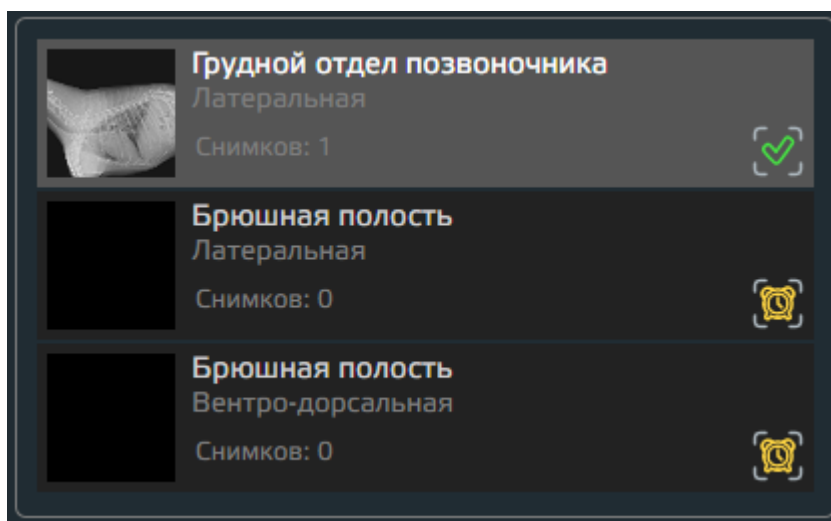 Грудной отдел позвоночника
Латеральная
Снимков: 1
Брюшная полость
Латеральная
Снимков: 0
Брюшная полость
Вентро-дорсальная
Снимков: 0